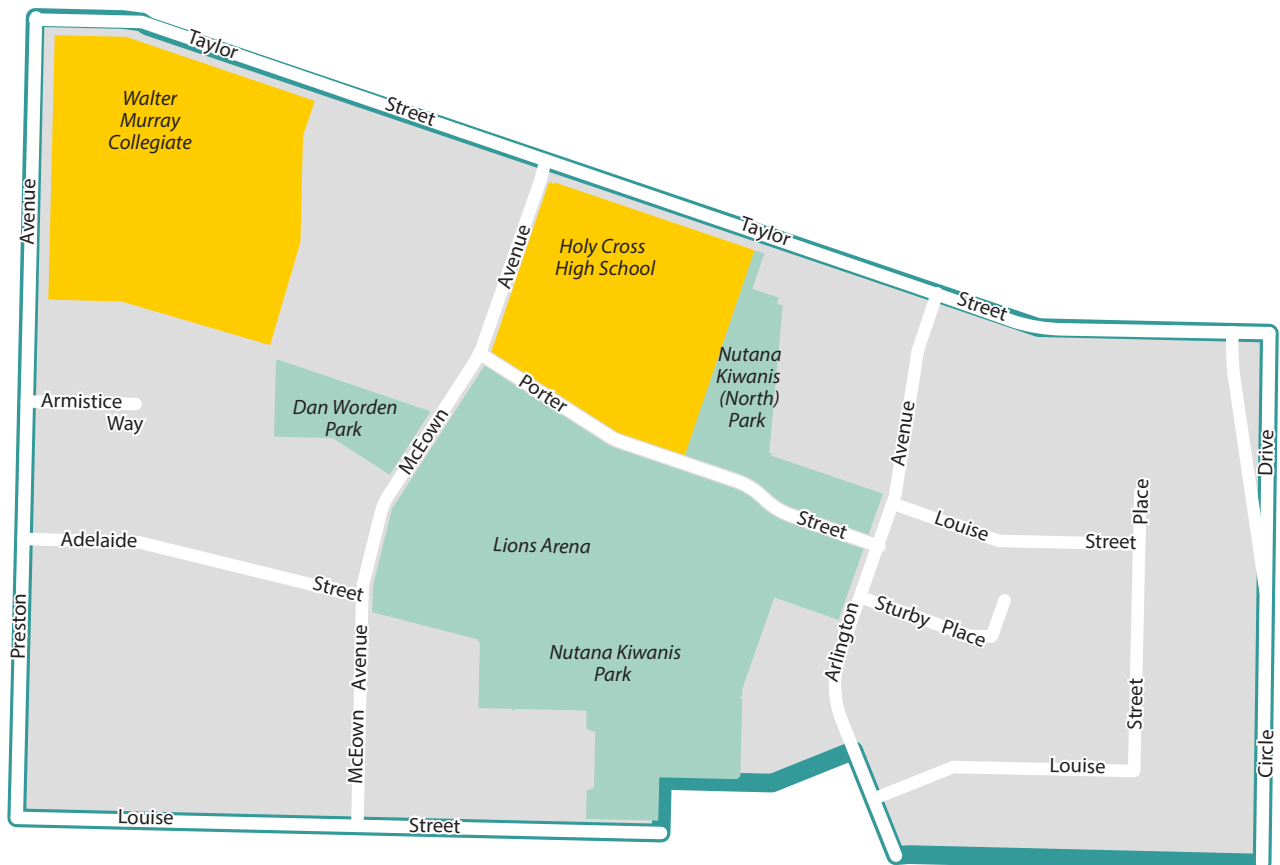 Taylor
Street
Walter
Murray
Collegiate
Avenue
Holy Cross
High School
Avenue
Taylor
Street
Nutana
Kiwanis
(North)
Park
Porter
Armistice
Way
Dan Worden
Park
McEown
Avenue
Drive
Place
Louise
Street
Street
Adelaide
Street
Lions Arena
Sturby Place
Arlington
Preston
Avenue
McEown
Nutana Kiwanis
Park
Street
Louise
Circle
Louise
Street